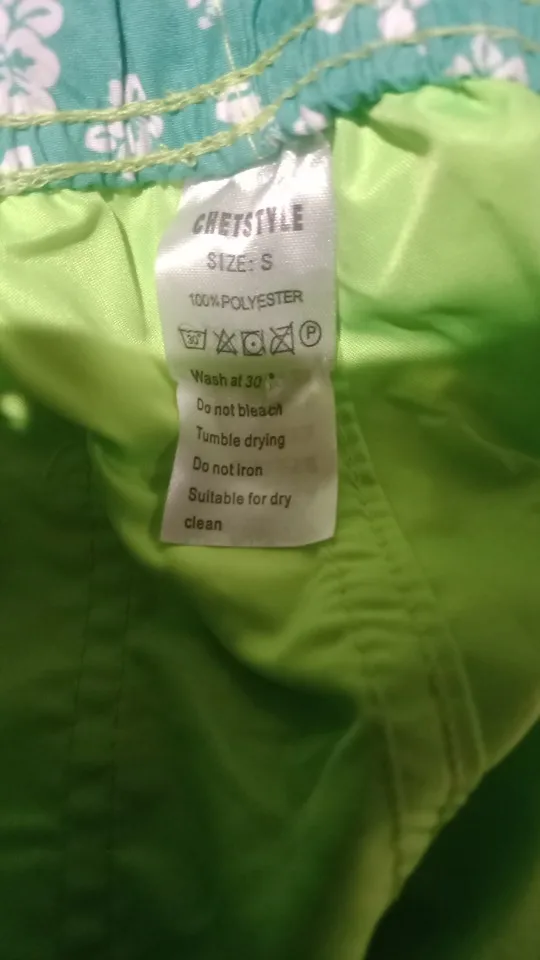 CHETSTYLE
SIZE: S
100% POLYESTER
30° P
Wash at 30°
Do not bleach
Tumble drying
Do not Iron
Suitable for dry
clean